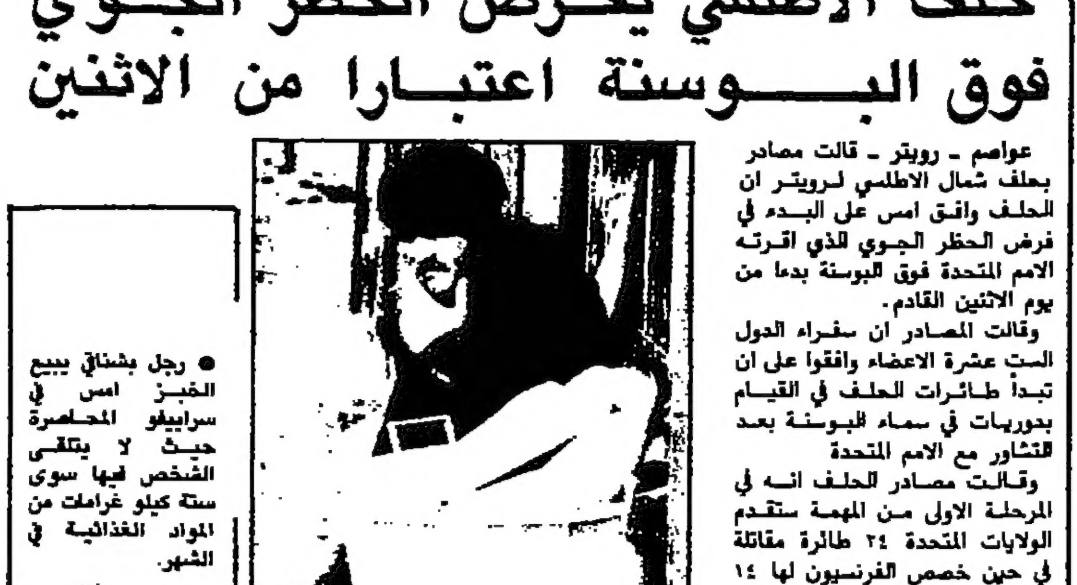 حلف الاطلسي يفرض الحظر الجوي
فوق البوسنة اعتبارا من الاثنين
عواصم - رويتر - قالت مصادر
بحلف شمال الاطلسي لرويتر ان
الحلف وافق امس على البدء في
فرض الحظر الجوي الذي اقرته
الامم المتحدة فوق البوسنة بدءا من
يوم الاثنين القادم.
وقالت المصادر ان سفراء الدول
الست عشرة الاعضاء وافقوا على ان
تبدأ طائرات الحلف في القيام
بدوريات في سماء البوسنة بعد
التشاور مع الامم المتحدة
وقالت مصادر الحلف انه في
المرحلة الاولى من المهمة ستقدم
الولايات المتحدة ٢٤ طائرة مقاتلة
في حين خصص الفرنسيون لها ١٤
● رجل بشناقي يبيع
الخبز امس في
سراييفو المحاصرة
حيث لا يتلقى
الشخص فيها سوى
ستة كيلو غرامات من
المواد الغذائية في
الشهر.